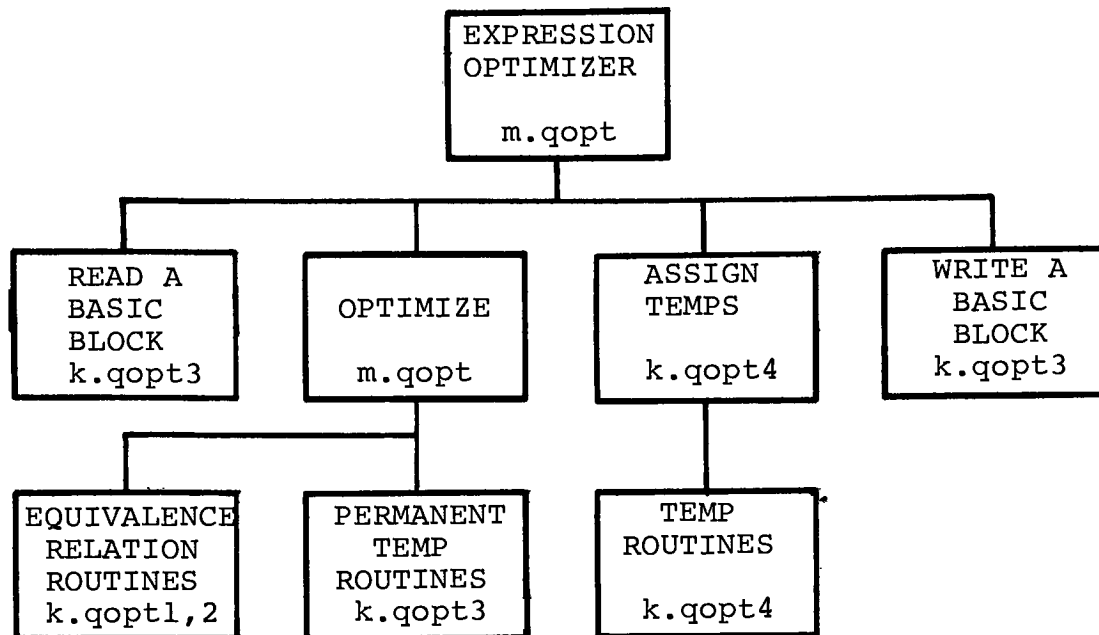 EXPRESSION
OPTIMIZER
m.qopt
READ A
BASIC
BLOCK
k.qopt3
OPTIMIZE
m.qopt
ASSIGN
TEMPS
k.qopt4
WRITE A
BASIC
BLOCK
k.qopt3
EQUIVALENCE
RELATION
ROUTINES
k.qopt1,2
PERMANENT
TEMP
ROUTINES
k.qopt3
TEMP
ROUTINES
k.qopt4